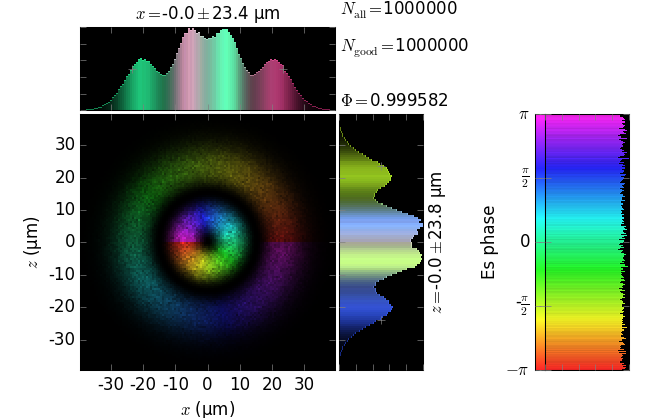 x=-0.0±23.4 µm
N_all=1000000
N_good=1000000
Φ=0.999582
30
20
10
0
-10
-20
-30
z (µm)
-30 -20 -10 0 10 20 30
x (µm)
z=-0.0±23.8 µm
Es phase
π
π/2
0
-π/2
−π